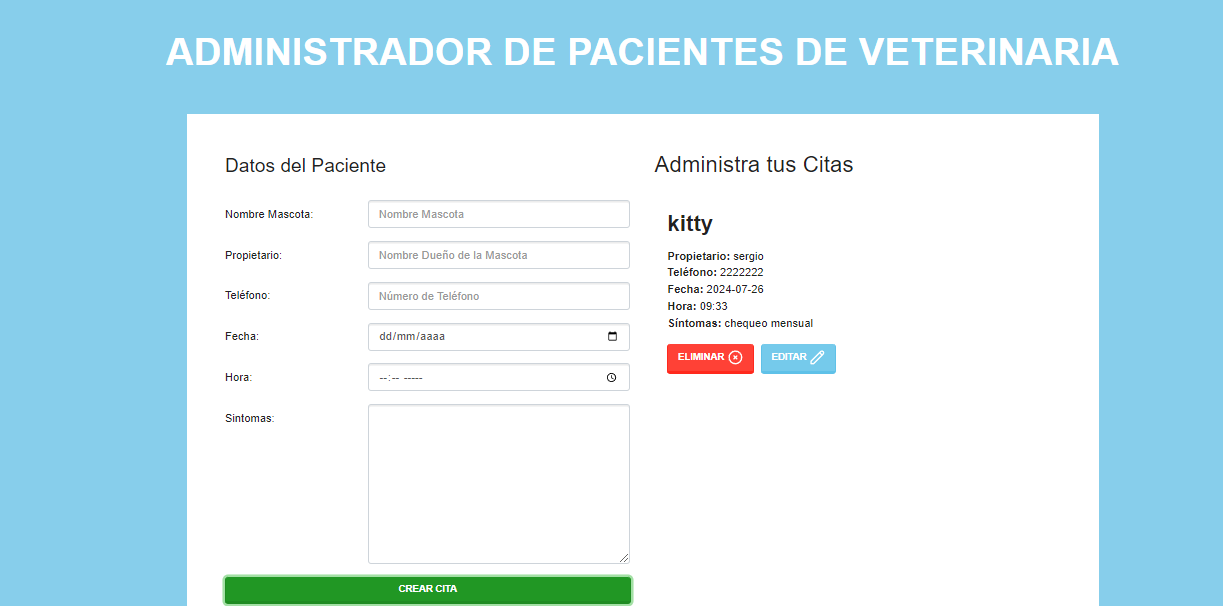 ADMINISTRADOR DE PACIENTES DE VETERINARIA
Datos del Paciente
Nombre Mascota:
Nombre Mascota
Propietario:
Nombre Dueño de la Mascota
Teléfono:
Número de Teléfono
Fecha:
dd/mm/aaaa
Hora:
--:-- -----
Sintomas:
CREAR CITA
Administra tus Citas
kitty
Propietario: sergio
Teléfono: 2222222
Fecha: 2024-07-26
Hora: 09:33
Síntomas: chequeo mensual
ELIMINAR
EDITAR